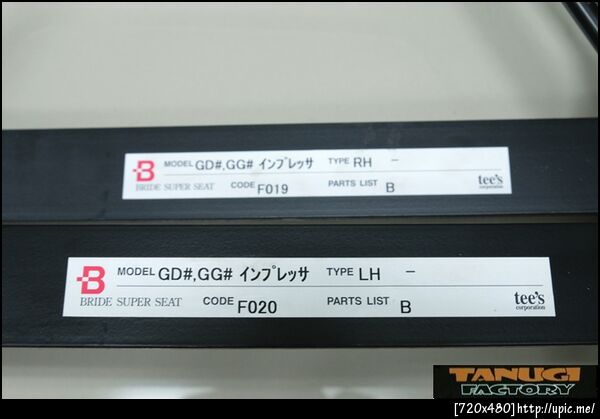 B MODEL GD#,GG# インプレッサ TYPE RH -
BRIDE SUPER SEAT CODE F019 PARTS LIST B tee's corporation
B MODEL GD#,GG# インプレッサ TYPE LH -
BRIDE SUPER SEAT CODE F020 PARTS LIST B tee's corporation
TANUGI
FACTORY
[720x480]http://upic.me/